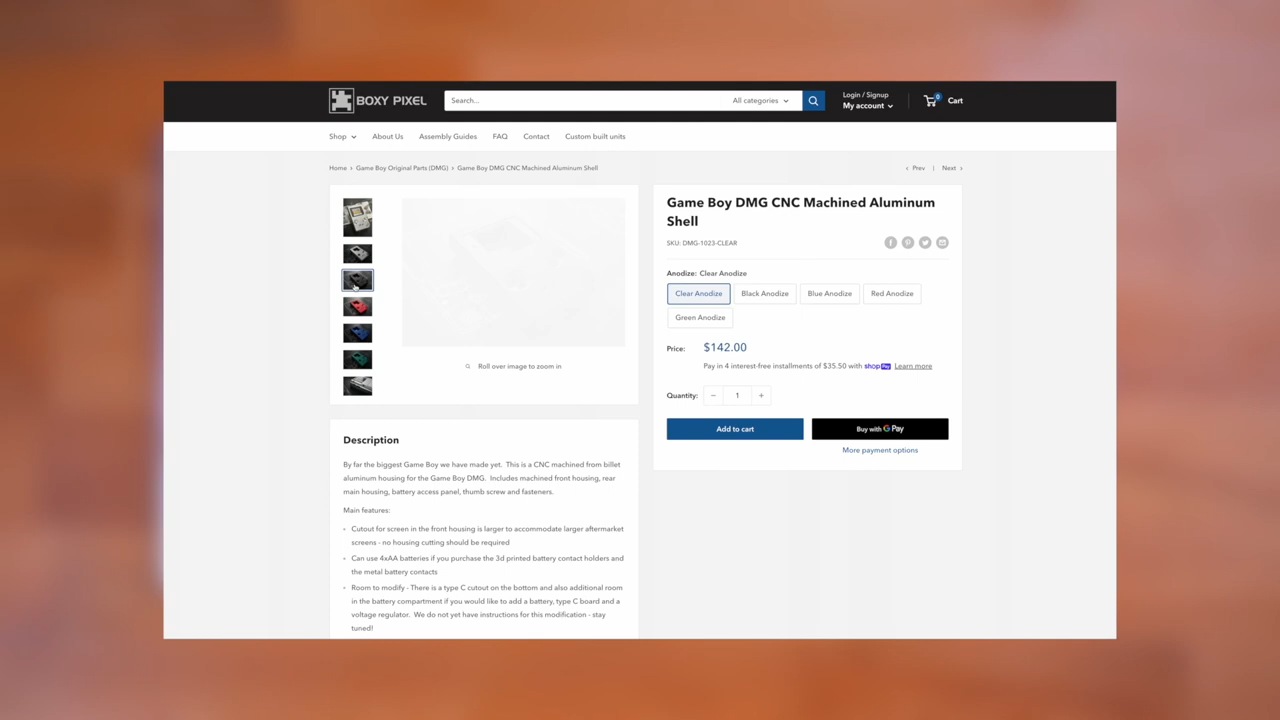 BOXY PIXEL
Search...
All categories
Login / Signup
My account
0
Cart
Shop
About Us
Assembly Guides
FAQ
Contact
Custom built units
Home › Game Boy Original Parts (DMG) › Game Boy DMG CNC Machined Aluminum Shell
‹ Prev | Next ›
Roll over image to zoom in
Game Boy DMG CNC Machined Aluminum
Shell
SKU: DMG-1023-CLEAR
Anodize: Clear Anodize
Clear Anodize
Black Anodize
Blue Anodize
Red Anodize
Green Anodize
Price: $142.00
Pay in 4 interest-free installments of $35.50 with shop Pay Learn more
Quantity: − 1 +
Add to cart
Buy with G Pay
More payment options
Description
By far the biggest Game Boy we have made yet. This is a CNC machined from billet
aluminum housing for the Game Boy DMG. Includes machined front housing, rear
main housing, battery access panel, thumb screw and fasteners.
Main features:
• Cutout for screen in the front housing is larger to accommodate larger aftermarket
screens - no housing cutting should be required
• Can use 4xAA batteries if you purchase the 3d printed battery contact holders and
the metal battery contacts
• Room to modify - There is a type C cutout on the bottom and also additional room
in the battery compartment if you would like to add a battery, type C board and a
voltage regulator. We do not yet have instructions for this modification - stay
tuned!